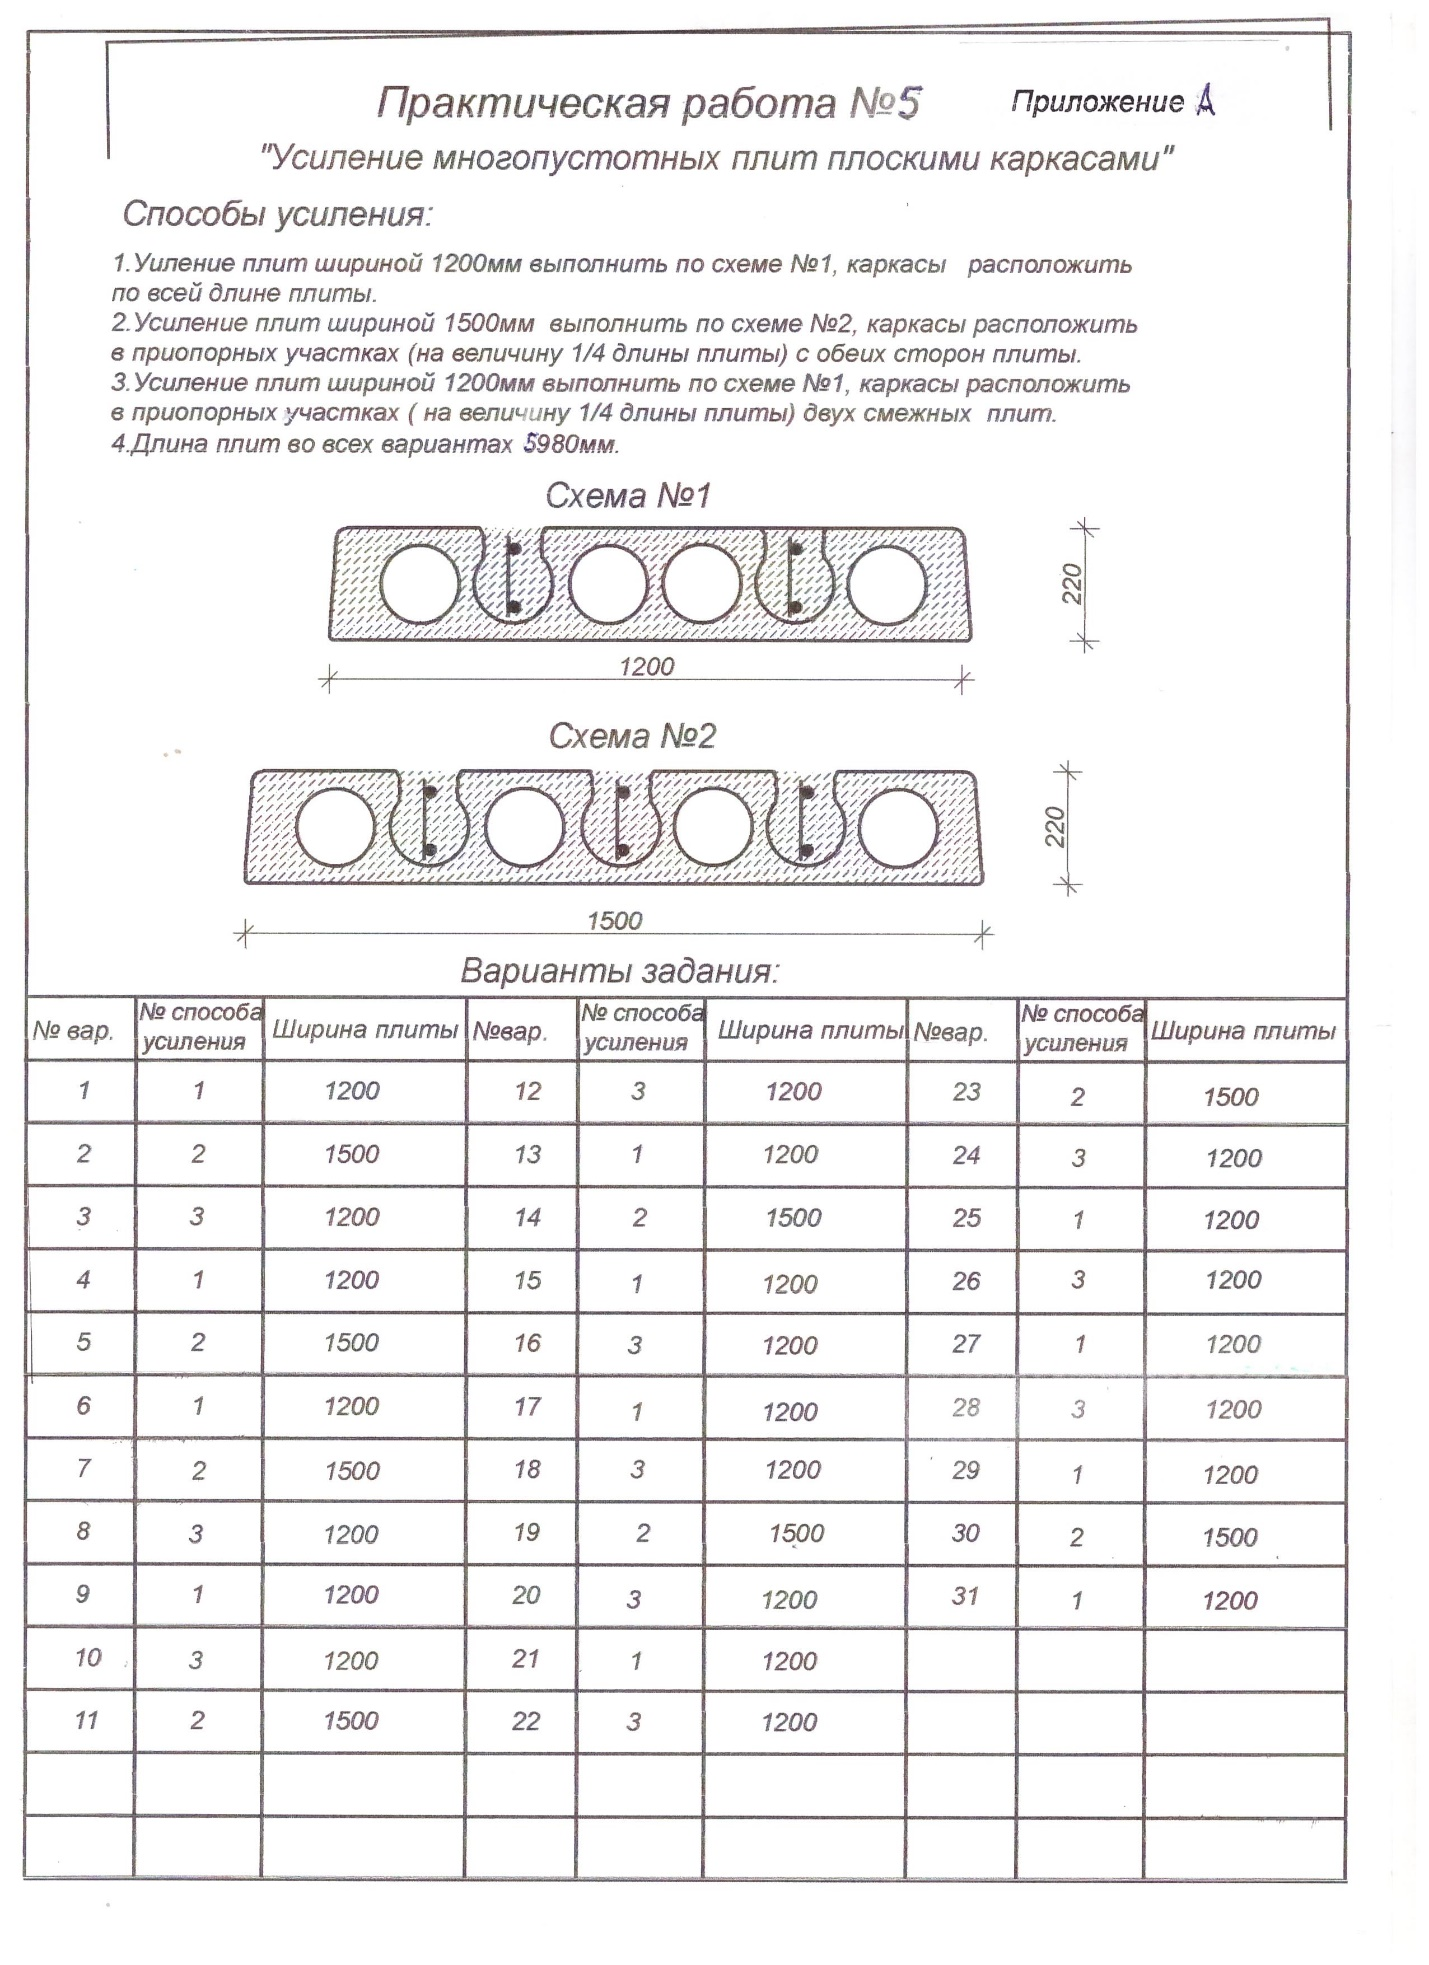 Практическая работа №5
Приложение А
"Усиление многопустотных плит плоскими каркасами"
Способы усиления:
1.Уиление плит шириной 1200мм выполнить по схеме №1, каркасы расположить
по всей длине плиты.
2.Усиление плит шириной 1500мм выполнить по схеме №2, каркасы расположить
в приопорных участках (на величину 1/4 длины плиты) с обеих сторон плиты.
3.Усиление плит шириной 1200мм выполнить по схеме №1, каркасы расположить
в приопорных участках ( на величину 1/4 длины плиты) двух смежных плит.
4.Длина плит во всех вариантах 5980мм.
Схема №1
220
1200
Схема №2
220
1500
Варианты задания:
№ вар. № способа усиления Ширина плиты №вар. № способа усиления Ширина плиты №вар. № способа усиления Ширина плиты
1 1 1200 12 3 1200 23 2 1500
2 2 1500 13 1 1200 24 3 1200
3 3 1200 14 2 1500 25 1 1200
4 1 1200 15 1 1200 26 3 1200
5 2 1500 16 3 1200 27 1 1200
6 1 1200 17 1 1200 28 3 1200
7 2 1500 18 3 1200 29 1 1200
8 3 1200 19 2 1500 30 2 1500
9 1 1200 20 3 1200 31 1 1200
10 3 1200 21 1 1200
11 2 1500 22 3 1200